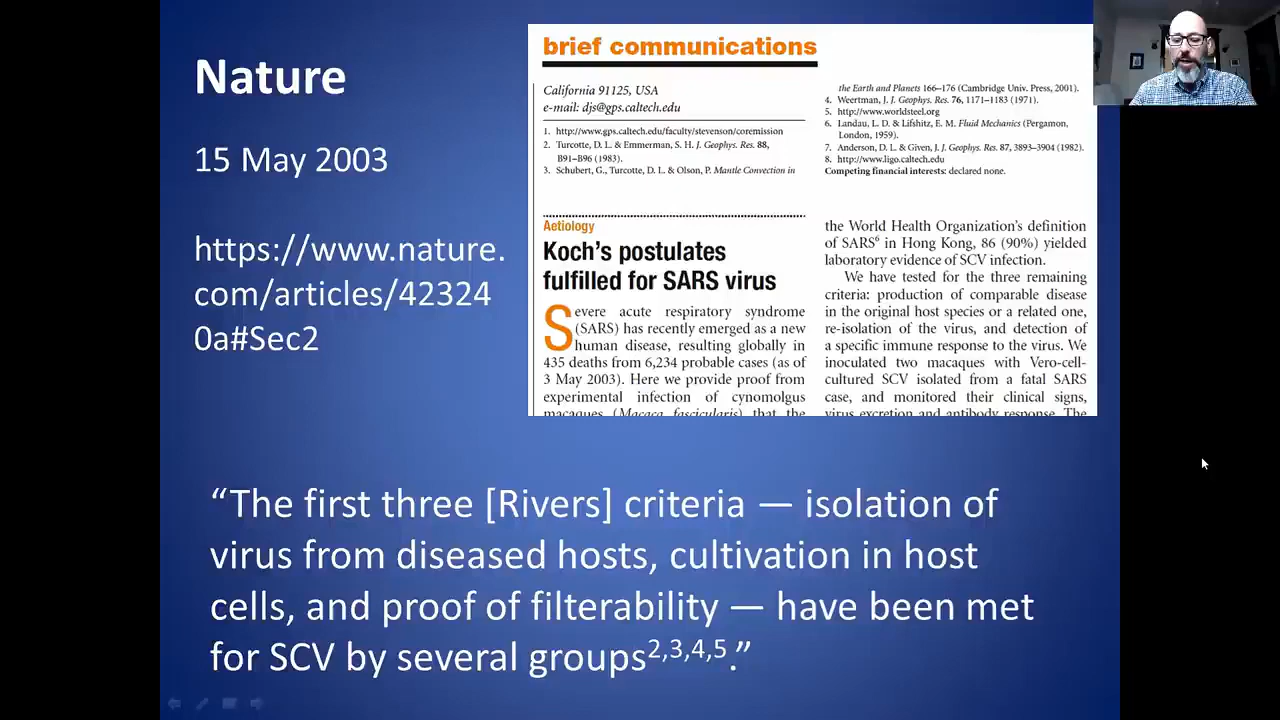 Nature
15 May 2003
https://www.nature.
com/articles/42324
0a#Sec2
brief communications
California 91125, USA
e-mail: djs@gps.caltech.edu
1. http://www.gps.caltech.edu/faculty/stevenson/coremission
2. Turcotte, D. L. & Emmerman, S. H. J. Geophys. Res. 88,
B91–B96 (1983).
3. Schubert, G., Turcotte, D. L. & Olson, P. Mantle Convection in
the Earth and Planets 166–176 (Cambridge Univ. Press, 2001).
4. Weertman, J. J. Geophys. Res. 76, 1171–1183 (1971).
5. http://www.worldsteel.org
6. Landau, L. D. & Lifshitz, E. M. Fluid Mechanics (Pergamon,
London, 1959).
7. Anderson, D. L. & Given, J. J. Geophys. Res. 87, 3893–3904 (1982).
8. http://www.ligo.caltech.edu
Competing financial interests: declared none.
Aetiology
Koch's postulates
fulfilled for SARS virus
Severe acute respiratory syndrome
(SARS) has recently emerged as a new
human disease, resulting globally in
435 deaths from 6,234 probable cases (as of
3 May 2003). Here we provide proof from
experimental infection of cynomolgus
macaques (Macaca fascicularis) that the
the World Health Organization's definition
of SARS6 in Hong Kong, 86 (90%) yielded
laboratory evidence of SCV infection.
We have tested for the three remaining
criteria: production of comparable disease
in the original host species or a related one,
re-isolation of the virus, and detection of
a specific immune response to the virus. We
inoculated two macaques with Vero-cell-
cultured SCV isolated from a fatal SARS
case, and monitored their clinical signs,
virus excretion and antibody response. The
“The first three [Rivers] criteria — isolation of
virus from diseased hosts, cultivation in host
cells, and proof of filterability — have been met
for SCV by several groups2,3,4,5.”